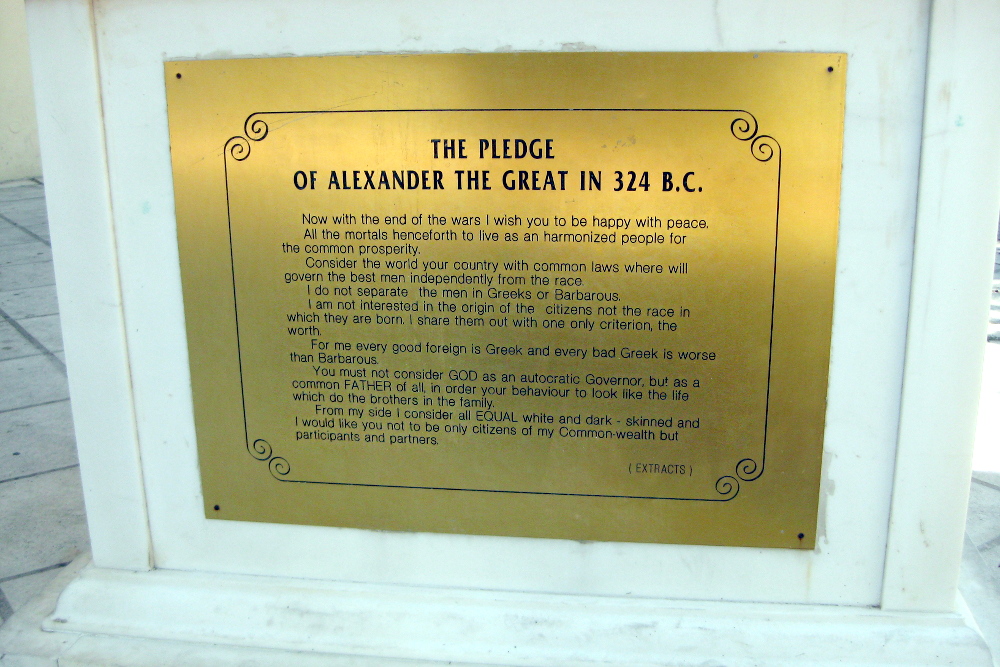 THE PLEDGE
OF ALEXANDER THE GREAT IN 324 B.C.
Now with the end of the wars I wish you to be happy with peace.
All the mortals henceforth to live as an harmonized people for
the common prosperity.
Consider the world your country with common laws where will
govern the best men independently from the race.
I do not separate the men in Greeks or Barbarous.
I am not interested in the origin of the citizens not the race in
which they are born. I share them out with one only criterion, the
worth.
For me every good foreign is Greek and every bad Greek is worse
than Barbarous.
You must not consider GOD as an autocratic Governor, but as a
common FATHER of all, in order your behaviour to look like the life
which do the brothers in the family.
From my side I consider all EQUAL white and dark - skinned and
I would like you not to be only citizens of my Common-wealth but
participants and partners.
( EXTRACTS )